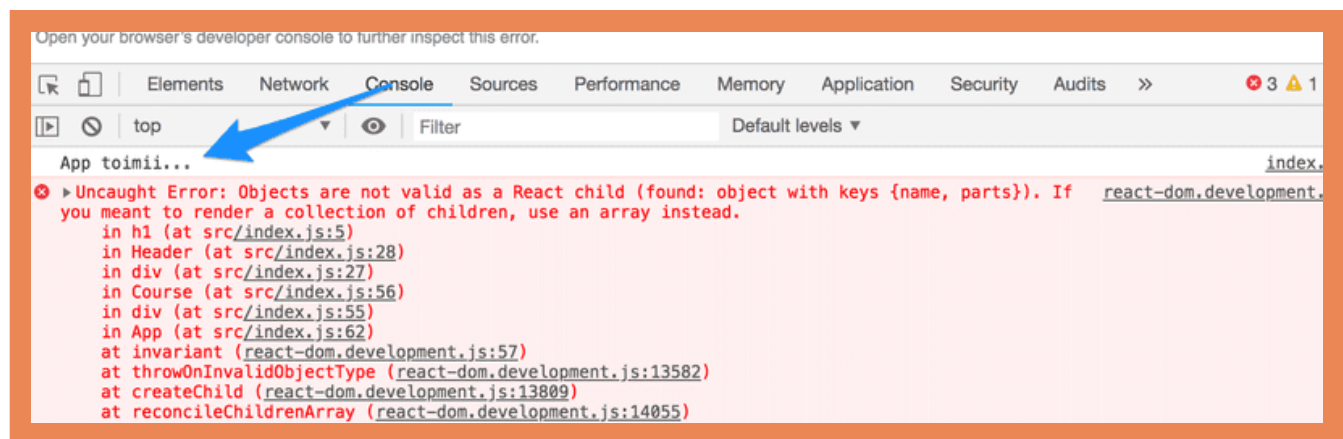 Open your browser's developer console to further inspect this error.
Elements Network Console Sources Performance Memory Application Security Audits » 3 1
top ▼ Filter Default levels ▼
App toimii... index.
▶Uncaught Error: Objects are not valid as a React child (found: object with keys {name, parts}). If react-dom.development.
you meant to render a collection of children, use an array instead.
in h1 (at src/index.js:5)
in Header (at src/index.js:28)
in div (at src/index.js:27)
in Course (at src/index.js:56)
in div (at src/index.js:55)
in App (at src/index.js:62)
at invariant (react-dom.development.js:57)
at throwOnInvalidObjectType (react-dom.development.js:13582)
at createChild (react-dom.development.js:13809)
at reconcileChildrenArray (react-dom.development.js:14055)